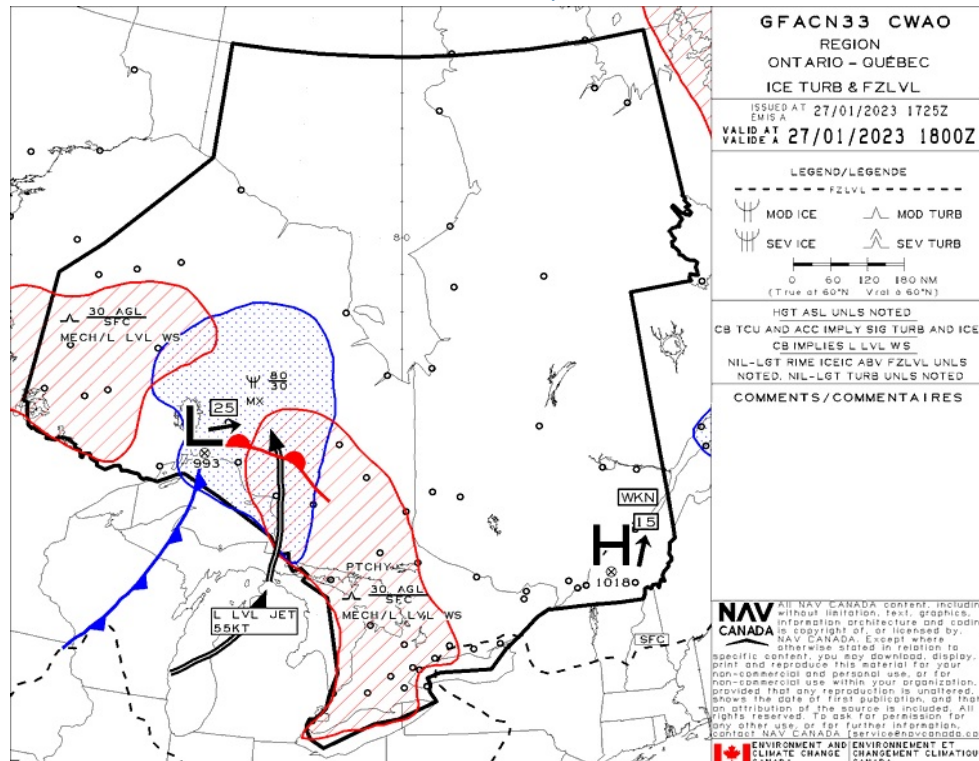 GFACN33 CWAO
REGION
ONTARIO – QUÉBEC
ICE TURB & FZLVL
ISSUED AT 27/01/2023 1725Z
ÉMIS A
VALID AT 27/01/2023 1800Z
VALIDE A
LEGEND/LÉGENDE
FZLVL
MOD ICE MOD TURB
SEV ICE SEV TURB
0 60 120 180 NM
(True at 60°N Vrai à 60°N)
HGT ASL UNLS NOTED
CB TCU AND ACC IMPLY SIG TURB AND ICE
CB IMPLIES L LVL WS
NIL-LGT RIME ICEIC ABV FZLVL UNLS
NOTED. NIL-LGT TURB UNLS NOTED
COMMENTS/COMMENTAIRES
80
30 AGL
SFC
MECH/L LVL WS
80
30
MX
25
L
993
WKN
15
H
1018
PTCHY
30 AGL
SFC
MECH/L LVL WS
L LVL JET
55KT
SFC
NAV
CANADA
All NAV CANADA content, includin
without limitation, text, graphics,
information architecture and codin
is copyright of, or licensed by,
NAV CANADA. Except where
otherwise stated in relation to
specific content, you may download, display,
print and reproduce this material for your
non-commercial and personal use, or for
non-commercial use within your organization,
provided that any reproduction is unaltered,
shows the date of first publication, and that
an attribution of the source is included. All
rights reserved. To ask for permission for
any other use, or for further information,
contact NAV CANADA [service@navcanada.ca
ENVIRONMENT AND
CLIMATE CHANGE
CANADA
ENVIRONNEMENT ET
CHANGEMENT CLIMATIQU
CANADA